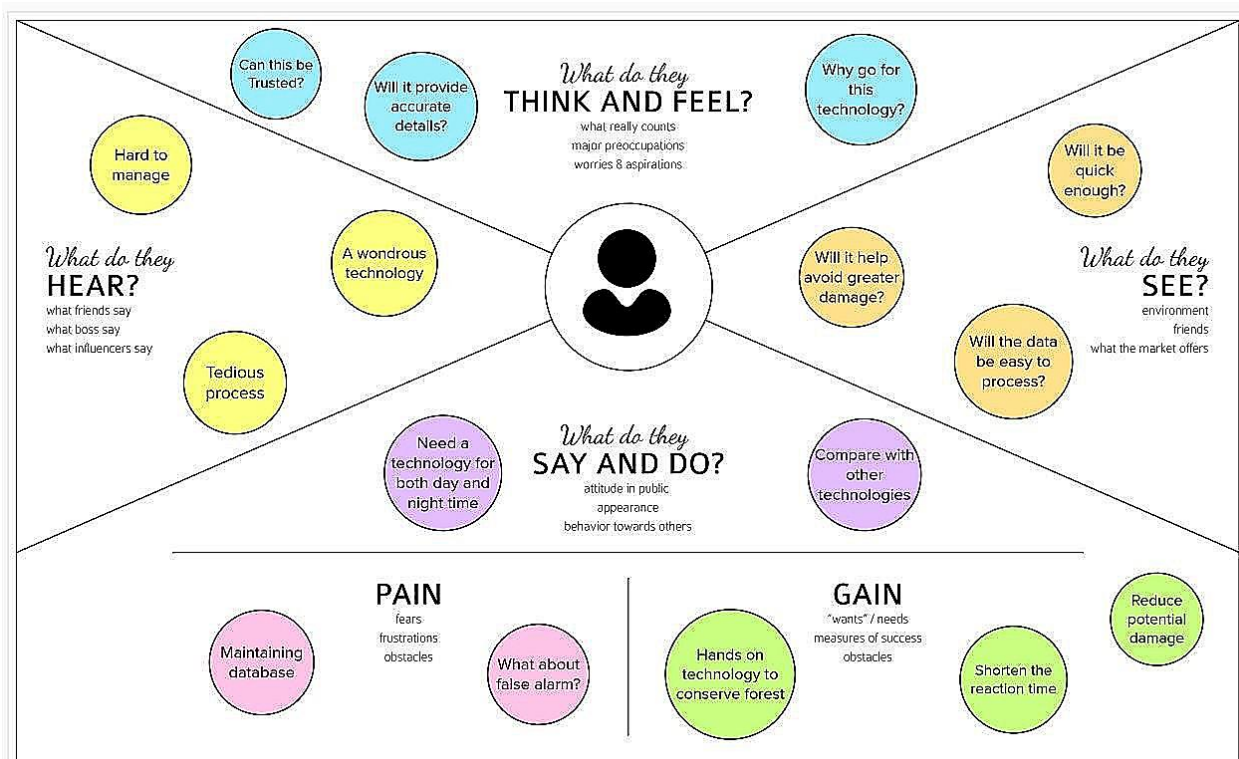 Can this be
Trusted?
Will it provide
accurate
details?
What do they
THINK AND FEEL?
what really counts
major preoccupations
worries & aspirations
Why go for
this
technology?
Hard to
manage
A wondrous
technology
What do they
HEAR?
what friends say
what boss say
what influencers say
Tedious
process
Will it be
quick
enough?
Will it help
avoid greater
damage?
What do they
SEE?
environment
friends
what the market offers
Will the data
be easy to
process?
Need a
technology for
both day and
night time
What do they
SAY AND DO?
attitude in public
appearance
behavior towards others
Compare with
other
technologies
PAIN
fears
frustrations
obstacles
Maintaining
database
What about
false alarm?
GAIN
"wants" / needs
measures of success
obstacles
Hands on
technology to
conserve forest
Shorten the
reaction time
Reduce
potential
damage